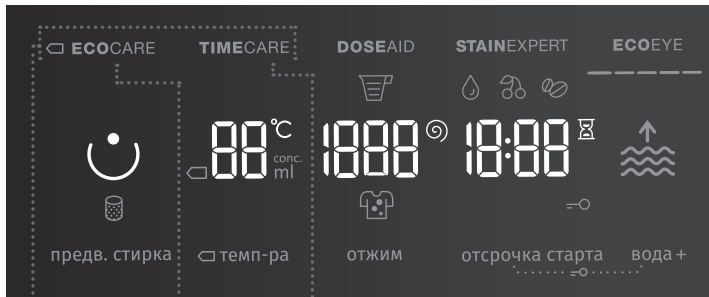 ECOCARE TIMECARE DOSEAID STAINEXPERT ECOEYE
88°C 1888 18:88
conc.
ml
предв. стирка темп-ра отжим отсрочка старта вода +